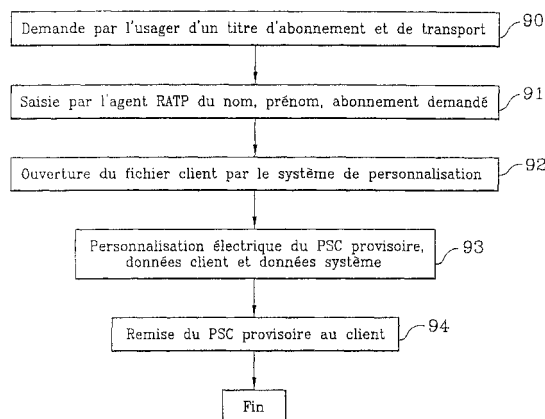 Demande par l'usager d'un titre d'abonnement et de transport
90
Saisie par l'agent RATP du nom, prénom, abonnement demandé
91
Ouverture du fichier client par le système de personnalisation
92
Personnalisation électrique du PSC provisoire,
données client et données système
93
Remise du PSC provisoire au client
94
Fin